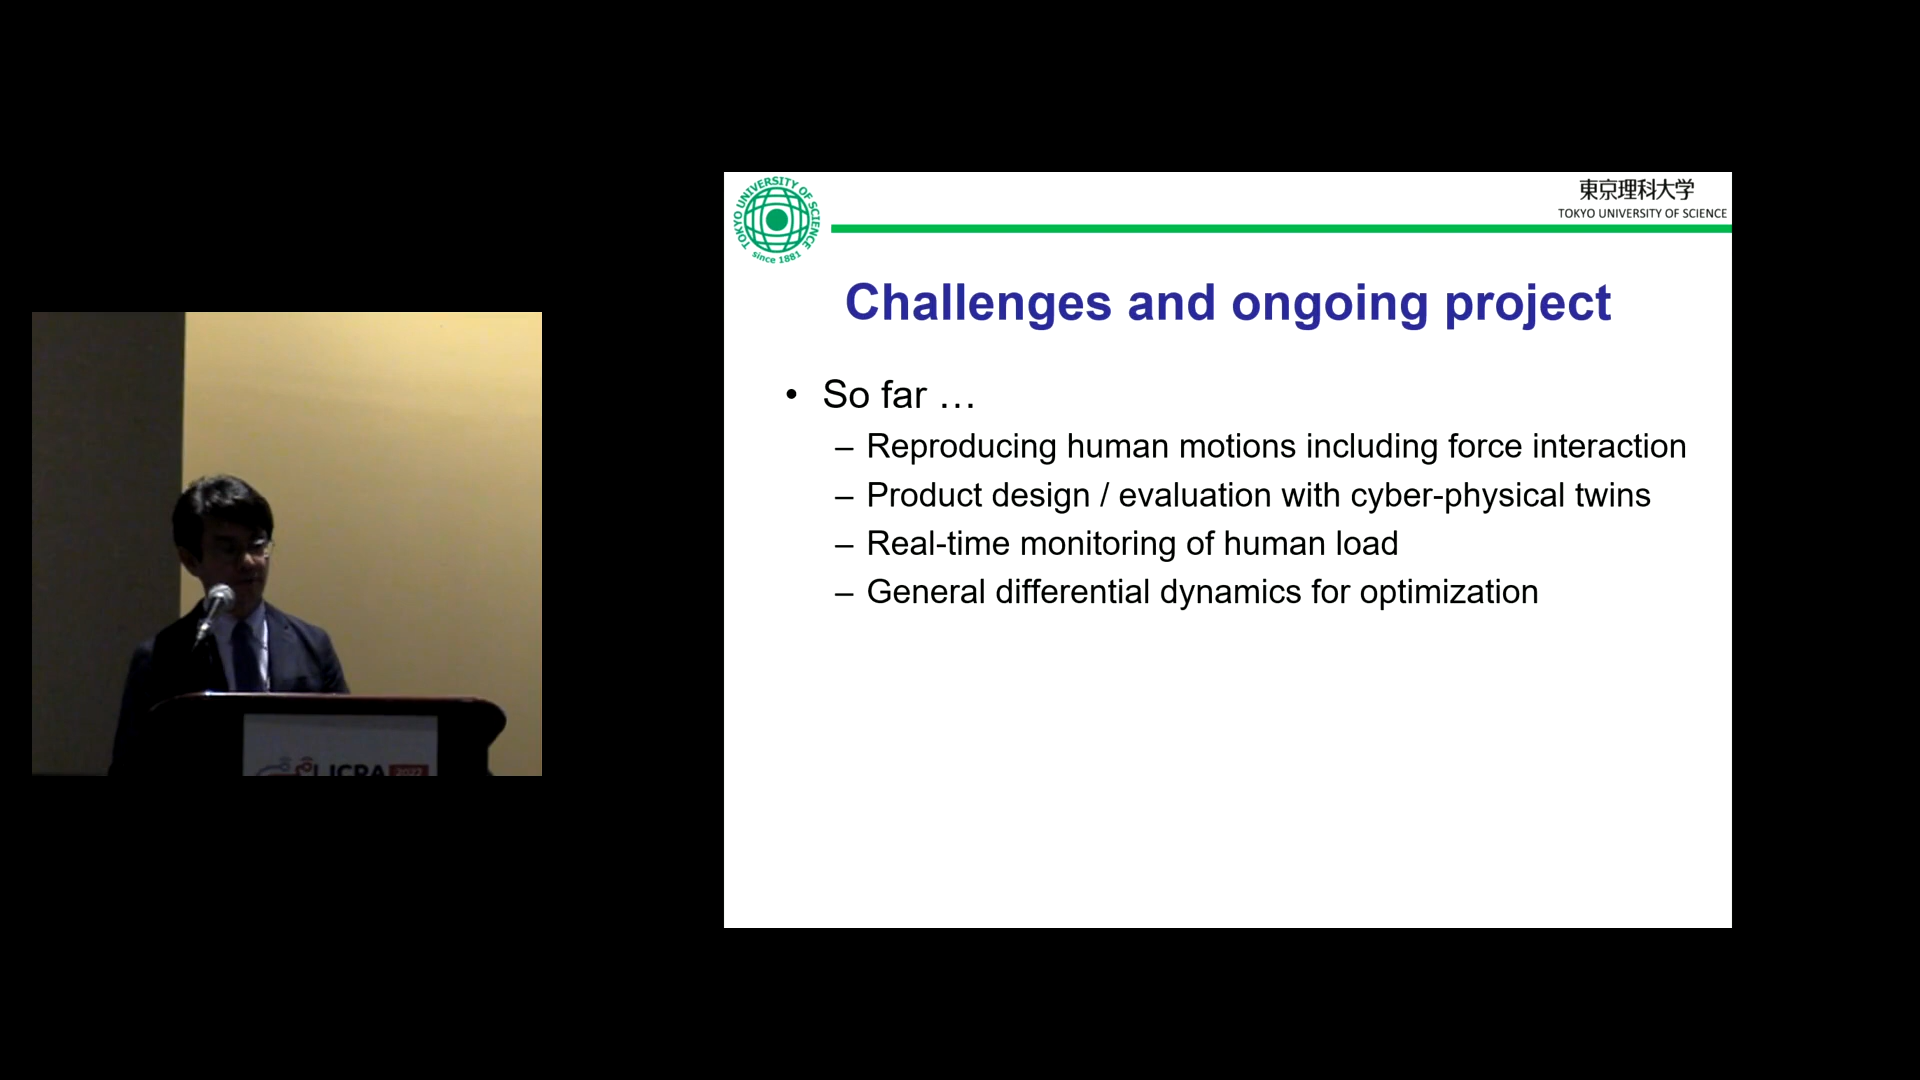 TOKYO UNIVERSITY OF SCIENCE
since 1881
東京理科大学
TOKYO UNIVERSITY OF SCIENCE
Challenges and ongoing project
• So far …
– Reproducing human motions including force interaction
– Product design / evaluation with cyber-physical twins
– Real-time monitoring of human load
– General differential dynamics for optimization
ICRA 2022